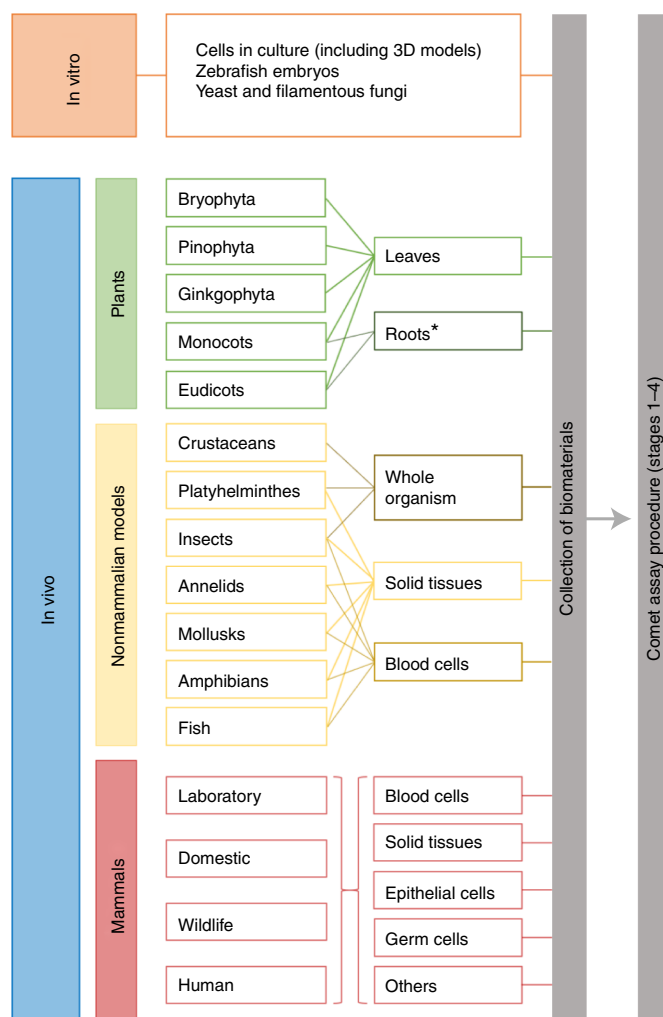 In vitro
Cells in culture (including 3D models)
Zebrafish embryos
Yeast and filamentous fungi
In vivo
Plants
Bryophyta
Pinophyta
Ginkgophyta
Monocots
Eudicots
Leaves
Roots*
Nonmammalian models
Crustaceans
Platyhelminthes
Insects
Annelids
Mollusks
Amphibians
Fish
Whole
organism
Solid tissues
Blood cells
Mammals
Laboratory
Domestic
Wildlife
Human
Blood cells
Solid tissues
Epithelial cells
Germ cells
Others
Collection of biomaterials
Comet assay procedure (stages 1–4)